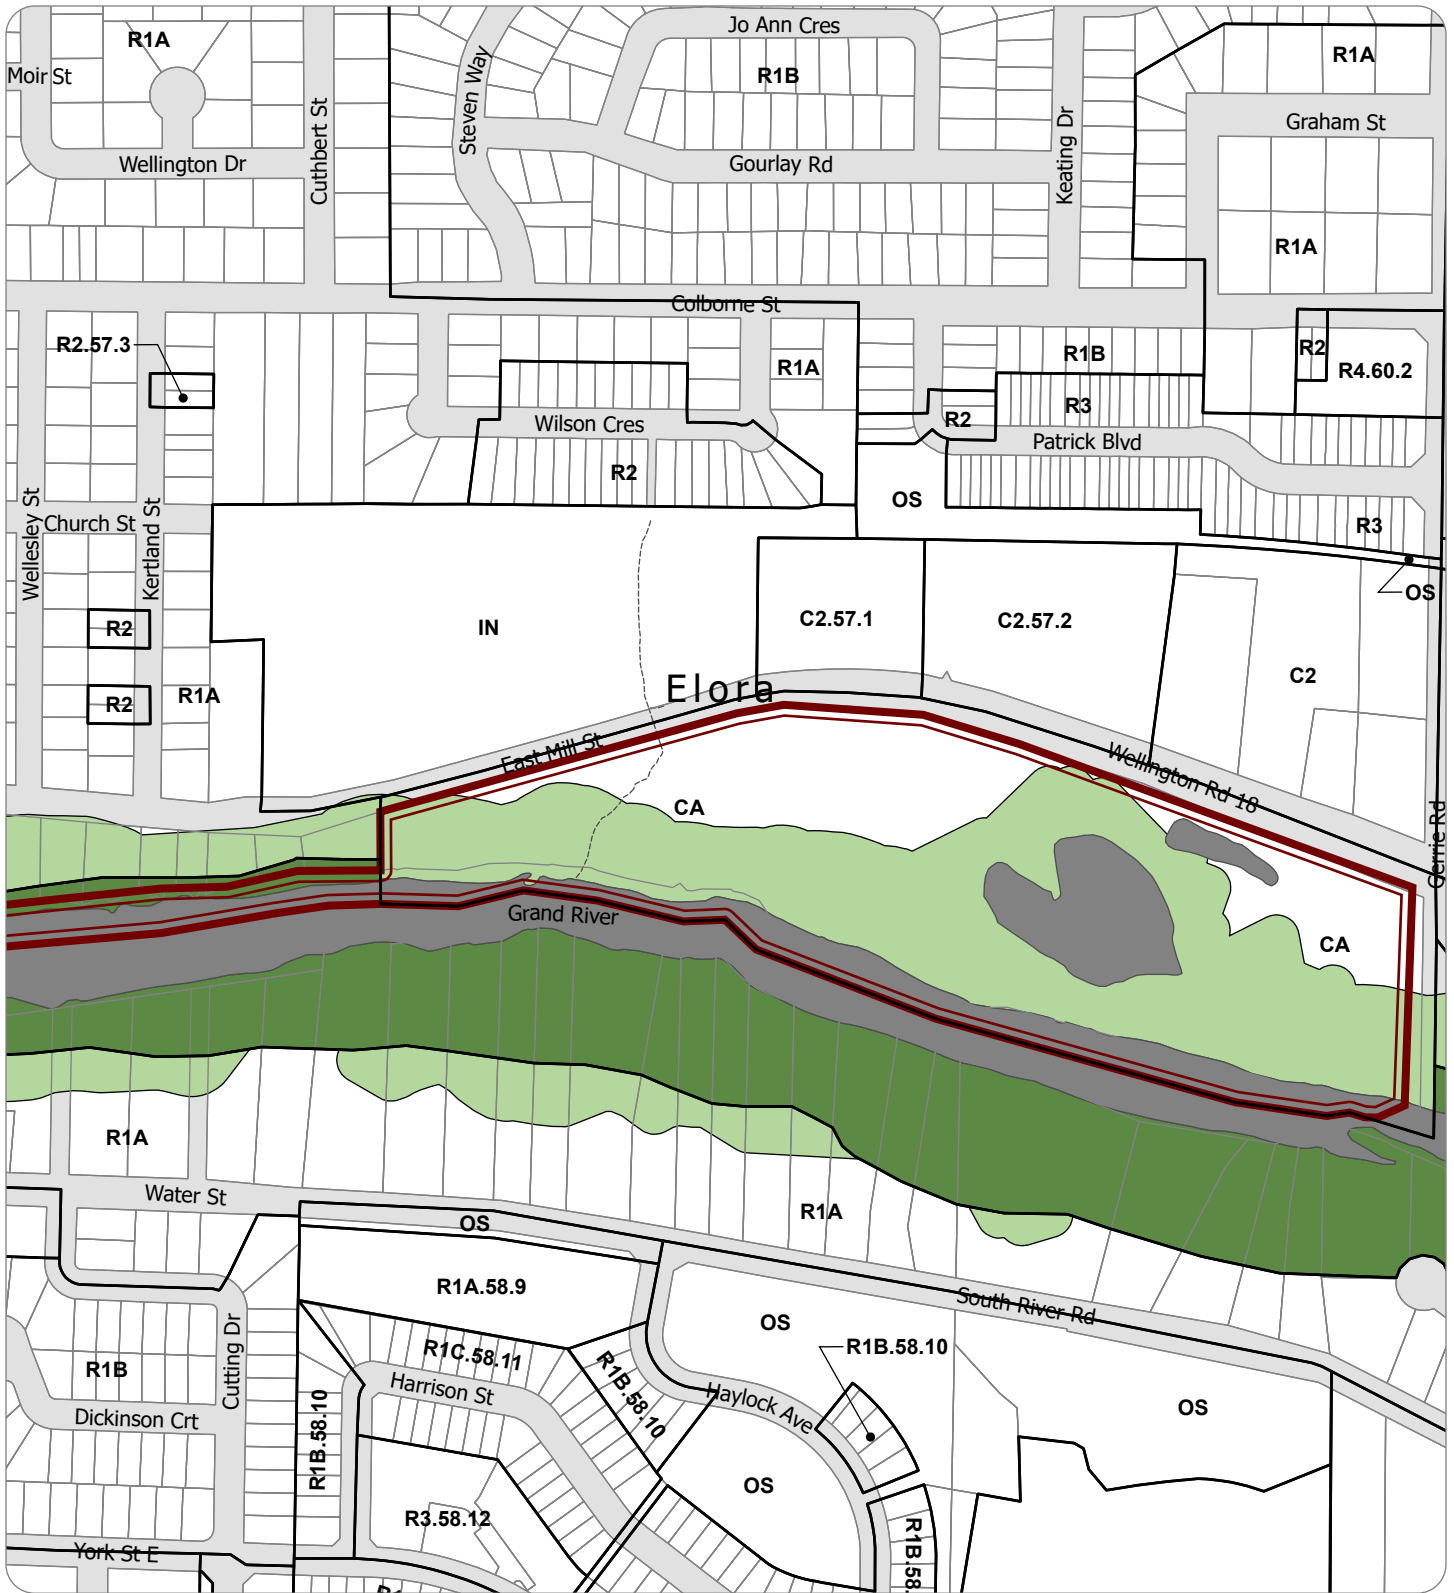 R1A
Jo Ann Cres
R1B
R1A
Moir St
Steven Way
Graham St
Wellington Dr
Cuthbert St
Gourlay Rd
Keating Dr
R1A
Colborne St
R2.57.3
R1A
R1B
R2
R4.60.2
R3
R2
Wilson Cres
Patrick Blvd
R2
OS
Wellesley St
Church St
Kertland St
R3
OS
R2
IN
C2.57.1
C2.57.2
C2
R2
R1A
Elora
East Mill St
Wellington Rd 18
CA
Gerrie Rd
Grand River
CA
R1A
Water St
OS
R1A
R1A.58.9
South River Rd
OS
R1B.58.10
R1C.58.11
R1B
Cutting Dr
Harrison St
R1B.58.10
Haylock Ave
OS
Dickinson Crt
R1B.58.10
OS
R3.58.12
York St E
R1B.58.